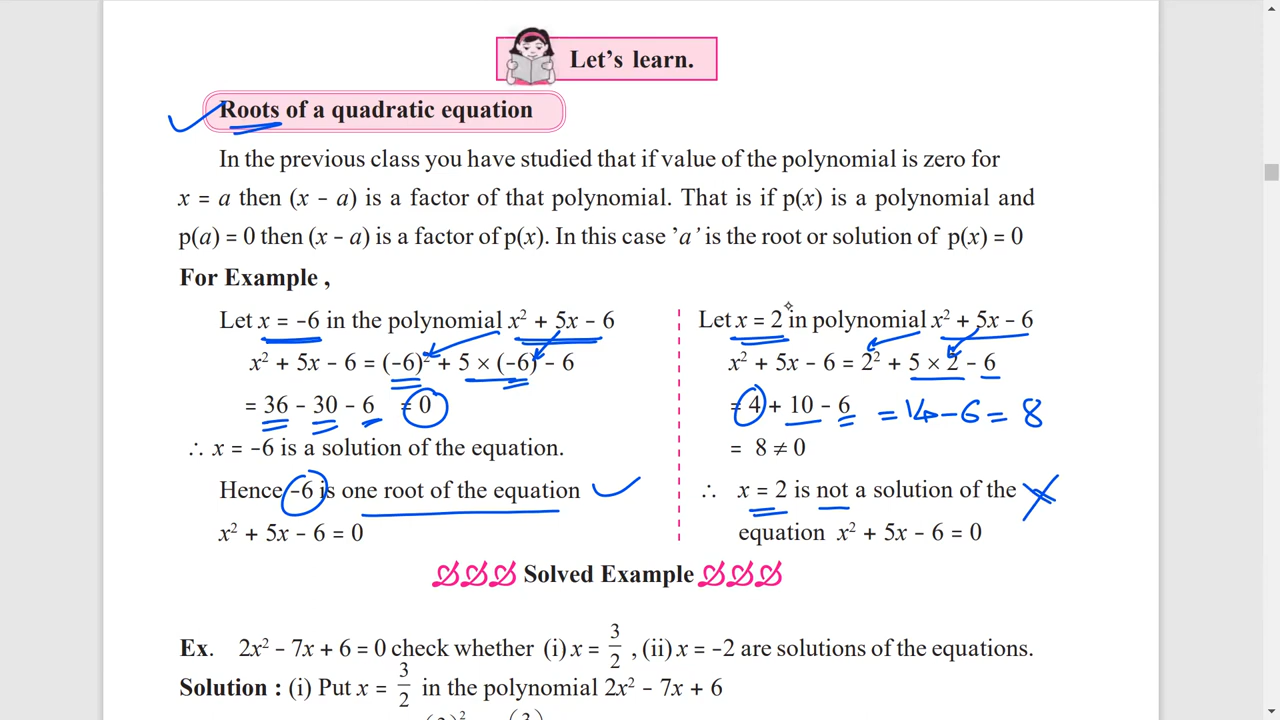 Let's learn.
Roots of a quadratic equation
In the previous class you have studied that if value of the polynomial is zero for
x = a then (x - a) is a factor of that polynomial. That is if p(x) is a polynomial and
p(a) = 0 then (x - a) is a factor of p(x). In this case ’a’ is the root or solution of p(x) = 0
For Example ,
Let x = -6 in the polynomial x² + 5x - 6
x² + 5x - 6 = (-6)² + 5 × (-6) - 6
= 36 - 30 - 6 = 0
∴ x = -6 is a solution of the equation.
Hence -6 is one root of the equation
x² + 5x - 6 = 0
Let x = 2 in polynomial x² + 5x - 6
x² + 5x - 6 = 2² + 5 × 2 - 6
= 4 + 10 - 6 = 14 - 6 = 8
= 8 ≠ 0
∴ x = 2 is not a solution of the
equation x² + 5x - 6 = 0
Solved Example
Ex. 2x² - 7x + 6 = 0 check whether (i) x = 3/2 , (ii) x = -2 are solutions of the equations.
Solution : (i) Put x = 3/2 in the polynomial 2x² - 7x + 6